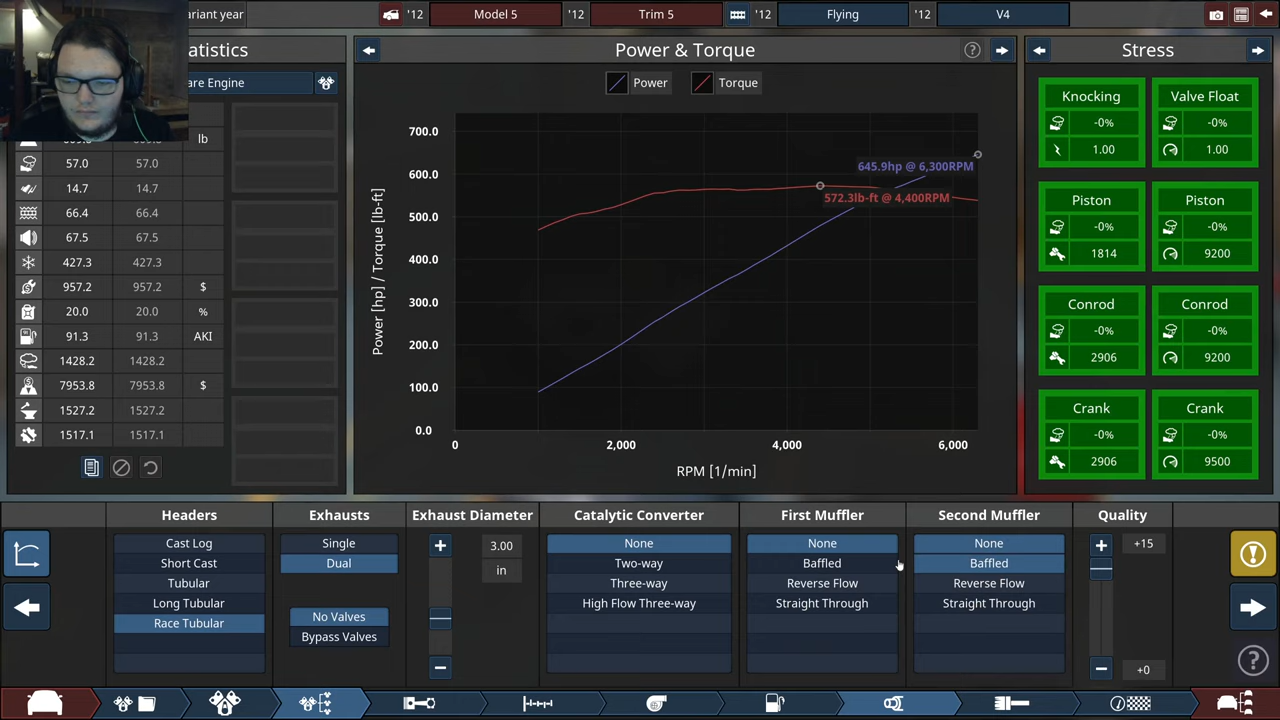 ariant year
'12
Model 5
'12
Trim 5
'12
Flying
'12
V4
atistics
Power & Torque
Stress
are Engine
Power
Torque
lb
57.0 57.0
14.7 14.7
66.4 66.4
67.5 67.5
427.3 427.3
957.2 957.2 $
20.0 20.0 %
91.3 91.3 AKI
1428.2 1428.2
7953.8 7953.8 $
1527.2 1527.2
1517.1 1517.1
Power [hp] / Torque [lb-ft]
700.0
600.0
500.0
400.0
300.0
200.0
100.0
0.0
645.9hp @ 6,300RPM
572.3lb-ft @ 4,400RPM
0 2,000 4,000 6,000
RPM [1/min]
Knocking Valve Float
-0% -0%
1.00 1.00
Piston Piston
-0% -0%
1814 9200
Conrod Conrod
-0% -0%
2906 9200
Crank Crank
-0% -0%
2906 9500
Headers
Cast Log
Short Cast
Tubular
Long Tubular
Race Tubular
Exhausts
Single
Dual
No Valves
Bypass Valves
Exhaust Diameter
3.00
in
Catalytic Converter
None
Two-way
Three-way
High Flow Three-way
First Muffler
None
Baffled
Reverse Flow
Straight Through
Second Muffler
None
Baffled
Reverse Flow
Straight Through
Quality
+15
+0